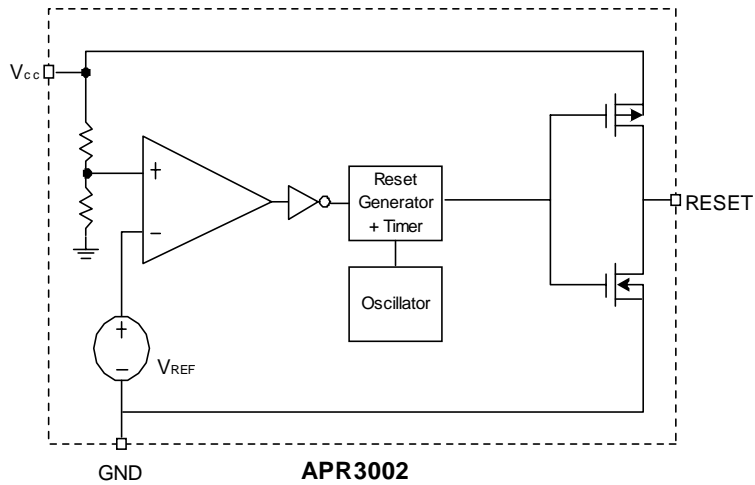 Vcc
+
−
Reset
Generator
+ Timer
RESET
Oscillator
+
−
VREF
GND
APR3002